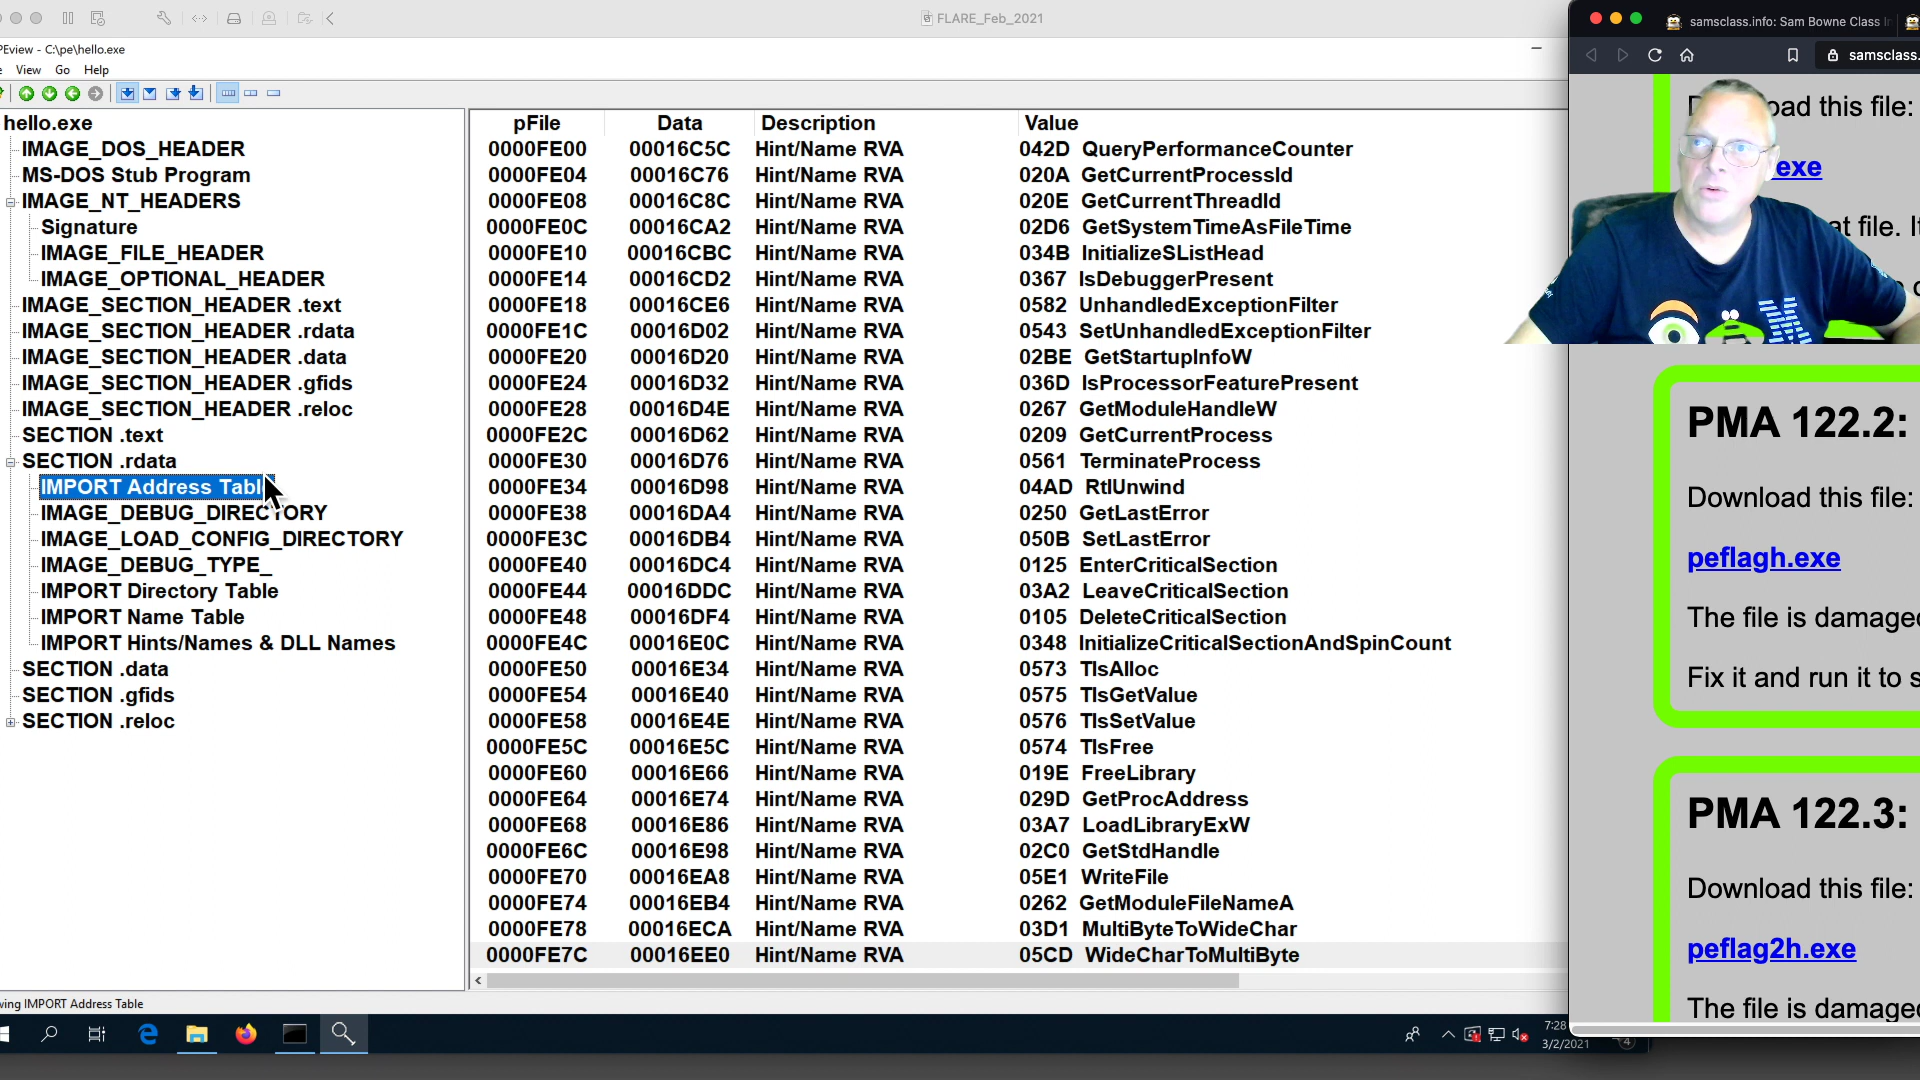 FLARE_Feb_2021
PEview - C:\pe\hello.exe
View Go Help
hello.exe
IMAGE_DOS_HEADER
MS-DOS Stub Program
IMAGE_NT_HEADERS
Signature
IMAGE_FILE_HEADER
IMAGE_OPTIONAL_HEADER
IMAGE_SECTION_HEADER .text
IMAGE_SECTION_HEADER .rdata
IMAGE_SECTION_HEADER .data
IMAGE_SECTION_HEADER .gfids
IMAGE_SECTION_HEADER .reloc
SECTION .text
SECTION .rdata
IMPORT Address Table
IMAGE_DEBUG_DIRECTORY
IMAGE_LOAD_CONFIG_DIRECTORY
IMAGE_DEBUG_TYPE_
IMPORT Directory Table
IMPORT Name Table
IMPORT Hints/Names & DLL Names
SECTION .data
SECTION .gfids
SECTION .reloc
pFile Data Description Value
0000FE00 00016C5C Hint/Name RVA 042D QueryPerformanceCounter
0000FE04 00016C76 Hint/Name RVA 020A GetCurrentProcessId
0000FE08 00016C8C Hint/Name RVA 020E GetCurrentThreadId
0000FE0C 00016CA2 Hint/Name RVA 02D6 GetSystemTimeAsFileTime
0000FE10 00016CBC Hint/Name RVA 034B InitializeSListHead
0000FE14 00016CD2 Hint/Name RVA 0367 IsDebuggerPresent
0000FE18 00016CE6 Hint/Name RVA 0582 UnhandledExceptionFilter
0000FE1C 00016D02 Hint/Name RVA 0543 SetUnhandledExceptionFilter
0000FE20 00016D20 Hint/Name RVA 02BE GetStartupInfoW
0000FE24 00016D32 Hint/Name RVA 036D IsProcessorFeaturePresent
0000FE28 00016D4E Hint/Name RVA 0267 GetModuleHandleW
0000FE2C 00016D62 Hint/Name RVA 0209 GetCurrentProcess
0000FE30 00016D76 Hint/Name RVA 0561 TerminateProcess
0000FE34 00016D98 Hint/Name RVA 04AD RtlUnwind
0000FE38 00016DA4 Hint/Name RVA 0250 GetLastError
0000FE3C 00016DB4 Hint/Name RVA 050B SetLastError
0000FE40 00016DC4 Hint/Name RVA 0125 EnterCriticalSection
0000FE44 00016DDC Hint/Name RVA 03A2 LeaveCriticalSection
0000FE48 00016DF4 Hint/Name RVA 0105 DeleteCriticalSection
0000FE4C 00016E0C Hint/Name RVA 0348 InitializeCriticalSectionAndSpinCount
0000FE50 00016E34 Hint/Name RVA 0573 TlsAlloc
0000FE54 00016E40 Hint/Name RVA 0575 TlsGetValue
0000FE58 00016E4E Hint/Name RVA 0576 TlsSetValue
0000FE5C 00016E5C Hint/Name RVA 0574 TlsFree
0000FE60 00016E66 Hint/Name RVA 019E FreeLibrary
0000FE64 00016E74 Hint/Name RVA 029D GetProcAddress
0000FE68 00016E86 Hint/Name RVA 03A7 LoadLibraryExW
0000FE6C 00016E98 Hint/Name RVA 02C0 GetStdHandle
0000FE70 00016EA8 Hint/Name RVA 05E1 WriteFile
0000FE74 00016EB4 Hint/Name RVA 0262 GetModuleFileNameA
0000FE78 00016ECA Hint/Name RVA 03D1 MultiByteToWideChar
0000FE7C 00016EE0 Hint/Name RVA 05CD WideCharToMultiByte
wing IMPORT Address Table
7:28
3/2/2021
4
samsclass.info: Sam Bowne Class In
samsclass.
this file:
exe
file. It
IBM
PMA 122.2:
Download this file:
peflagh.exe
The file is damaged
Fix it and run it to s
PMA 122.3:
Download this file:
peflag2h.exe
The file is damaged